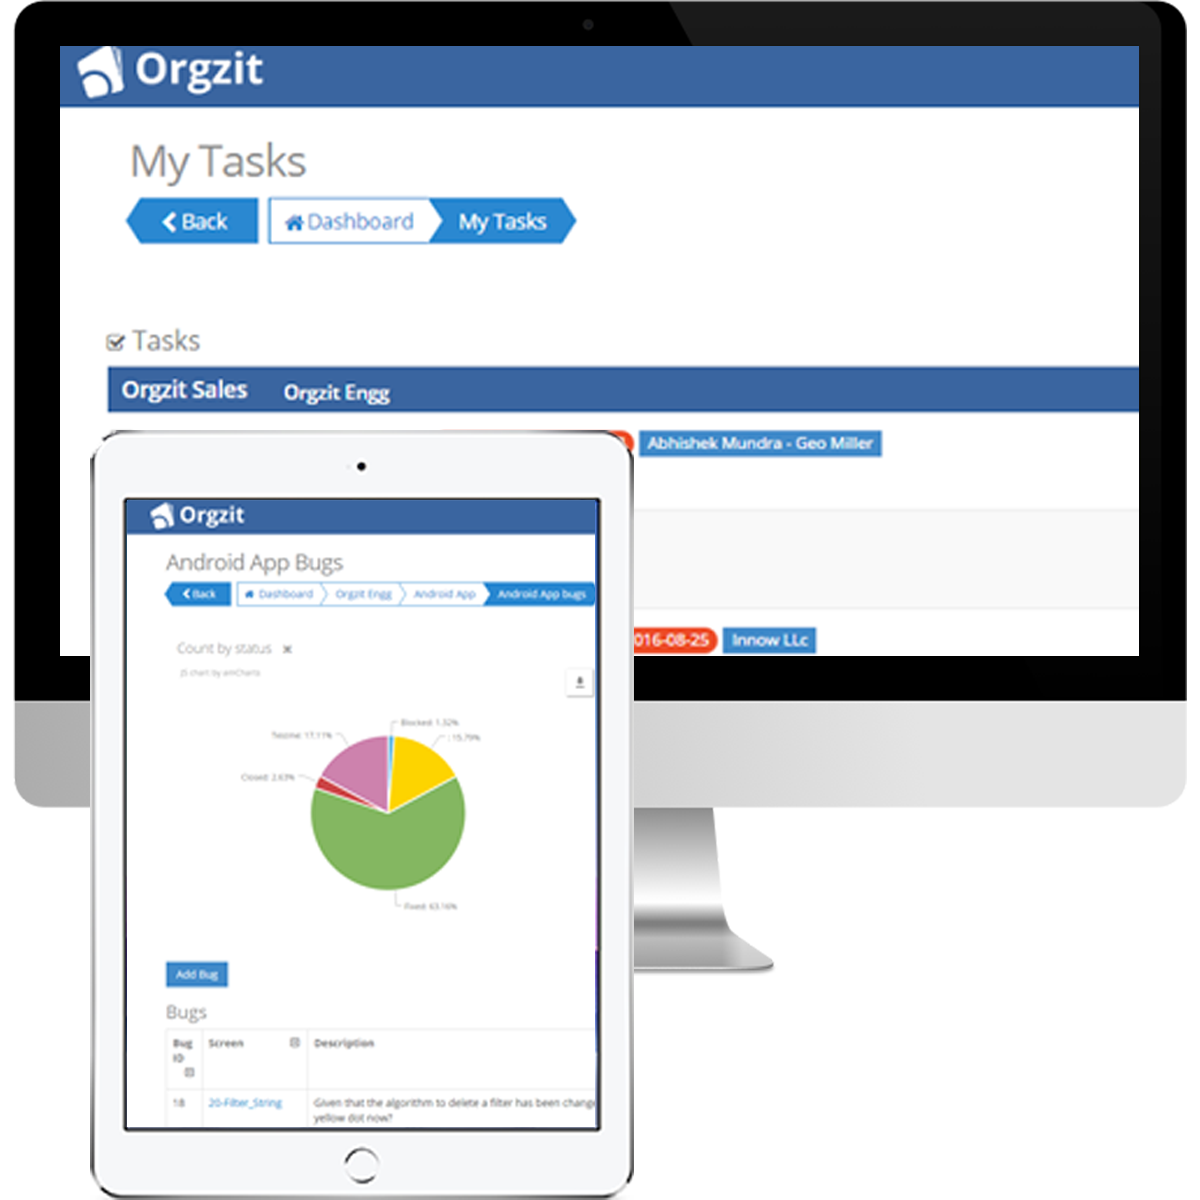 Orgzit
My Tasks
Back
Dashboard
My Tasks
Tasks
Orgzit Sales
Orgzit Engg
Abhishek Mundra - Geo Miller
016-08-25
Innow LLc
Orgzit
Android App Bugs
Back
Dashboard
Orgzit Engg
Android App
Android App bugs
Count by status
JS chart by amCharts
Blocked: 1.32%
: 15.79%
17.11%
Closed: 2.63%
Fixed: 63.16%
Add Bug
Bugs
Bug ID
Screen
Description
18
20-Filter_String
Given that the algorithm to delete a filter has been change
yellow dot now?